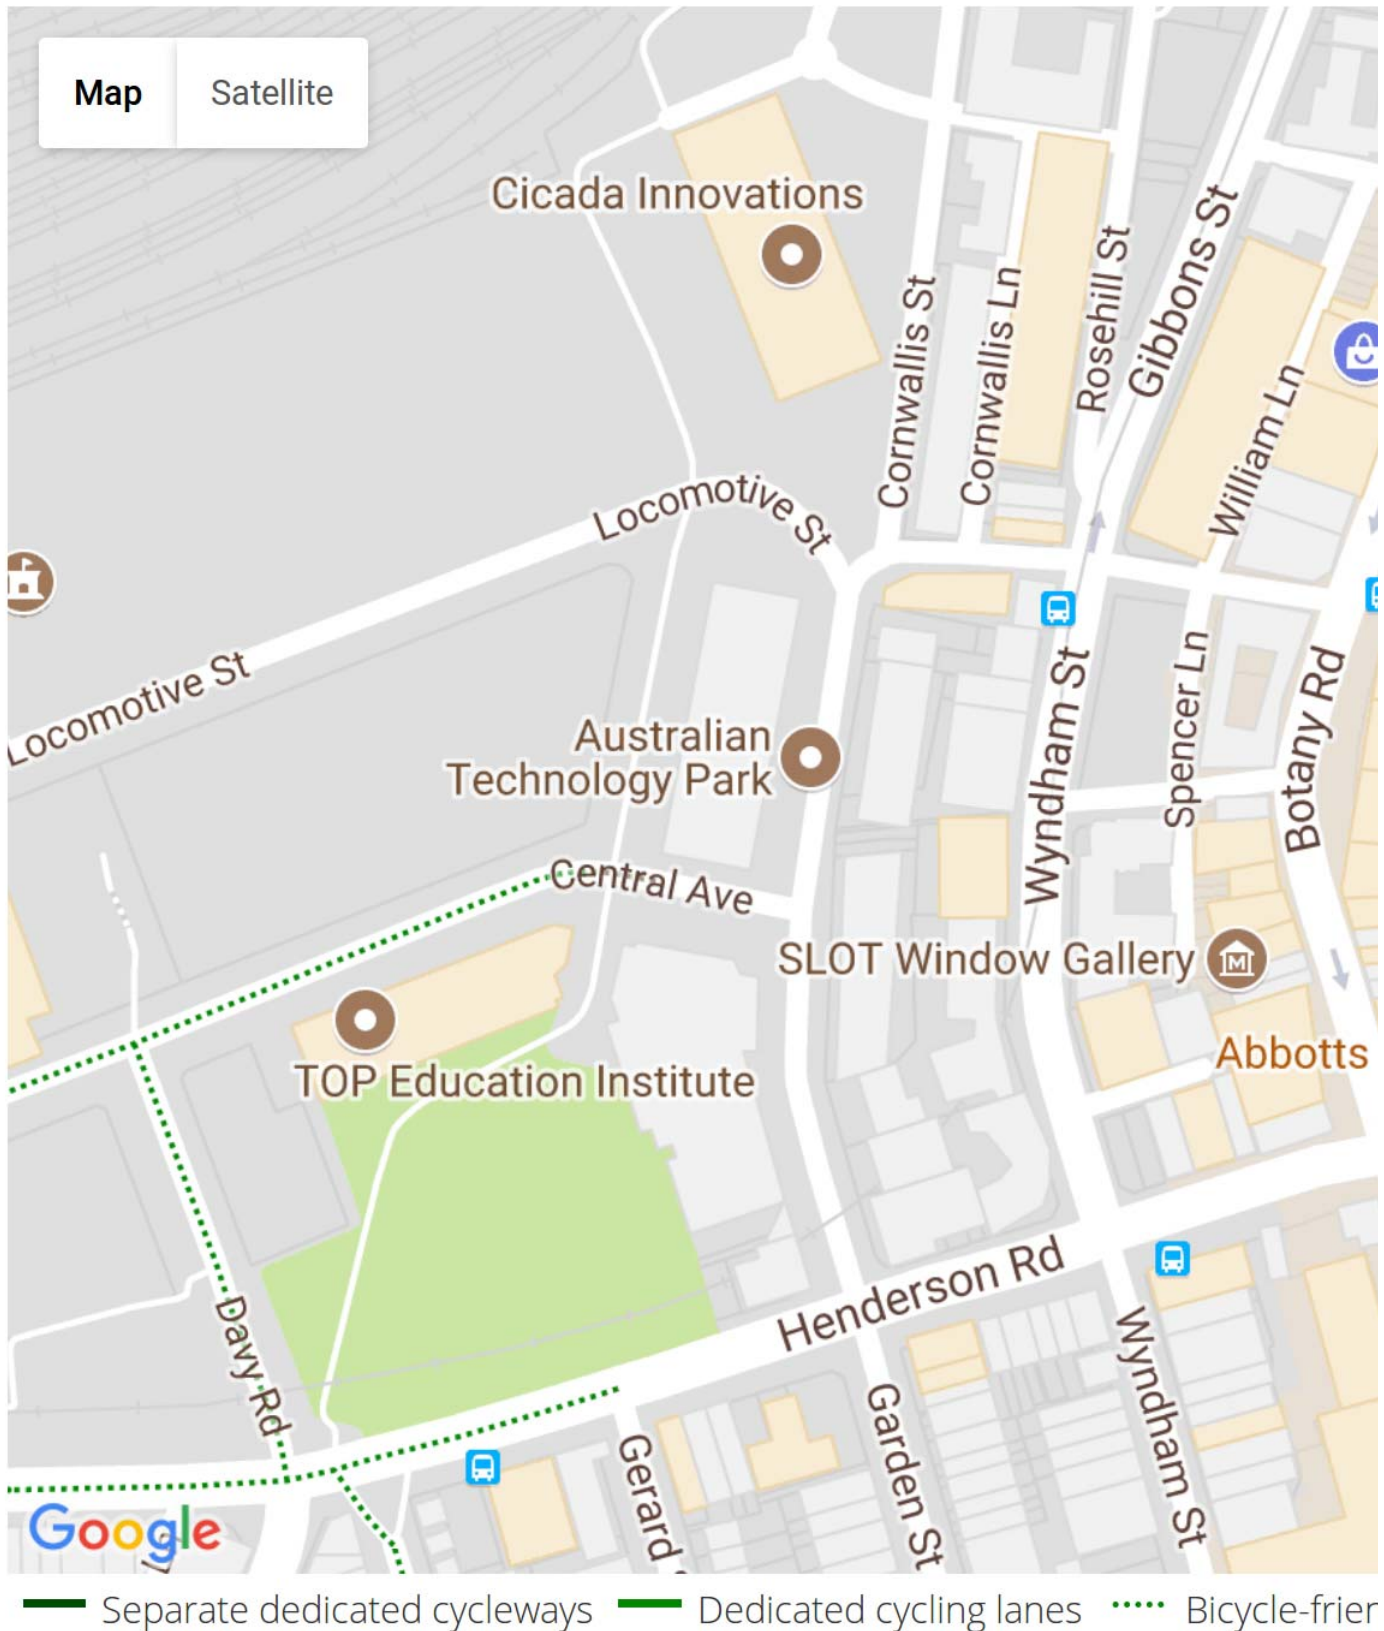 Map
Satellite
Cicada Innovations
Cornwallis St
Cornwallis Ln
Rosehill St
Gibbons St
William Ln
Locomotive St
Locomotive St
Australian
Technology Park
Wyndham St
Spencer Ln
Botany Rd
Central Ave
SLOT Window Gallery
M
Abbotts
TOP Education Institute
Davy Rd
Henderson Rd
Wyndham St
Garden St
Gerard
Google
Separate dedicated cycleways
Dedicated cycling lanes
Bicycle-frien